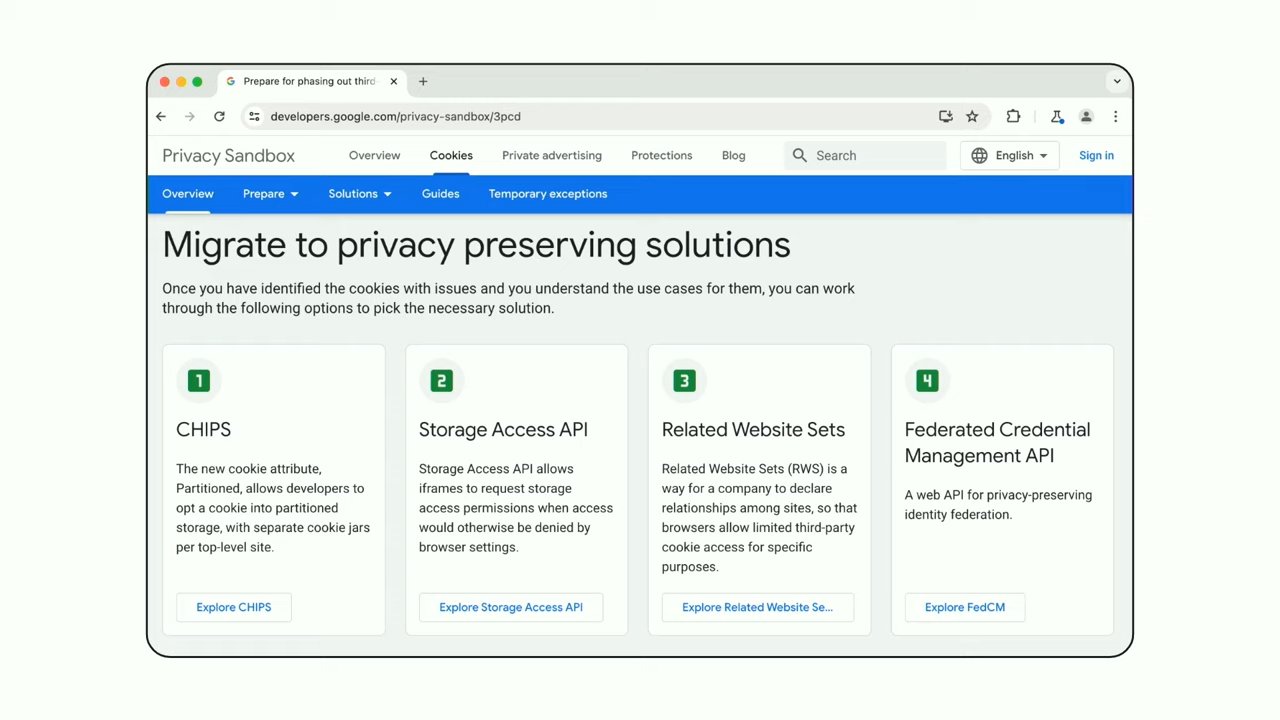 Prepare for phasing out third-
developers.google.com/privacy-sandbox/3pcd
Privacy Sandbox
Overview
Cookies
Private advertising
Protections
Blog
Search
English
Sign in
Overview
Prepare
Solutions
Guides
Temporary exceptions
Migrate to privacy preserving solutions
Once you have identified the cookies with issues and you understand the use cases for them, you can work
through the following options to pick the necessary solution.
1
CHIPS
The new cookie attribute,
Partitioned, allows developers to
opt a cookie into partitioned
storage, with separate cookie jars
per top-level site.
Explore CHIPS
2
Storage Access API
Storage Access API allows
iframes to request storage
access permissions when access
would otherwise be denied by
browser settings.
Explore Storage Access API
3
Related Website Sets
Related Website Sets (RWS) is a
way for a company to declare
relationships among sites, so that
browsers allow limited third-party
cookie access for specific
purposes.
Explore Related Website Se...
4
Federated Credential
Management API
A web API for privacy-preserving
identity federation.
Explore FedCM